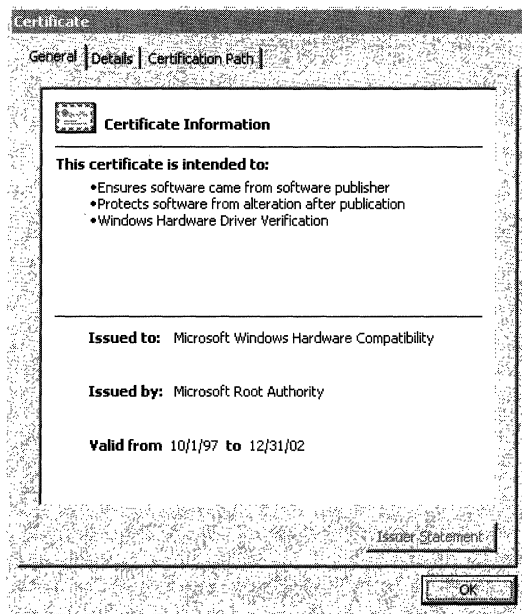 Certificate
General Details Certification Path
Certificate Information
This certificate is intended to:
•Ensures software came from software publisher
•Protects software from alteration after publication
•Windows Hardware Driver Verification
Issued to: Microsoft Windows Hardware Compatibility
Issued by: Microsoft Root Authority
Valid from 10/1/97 to 12/31/02
Issuer Statement
OK